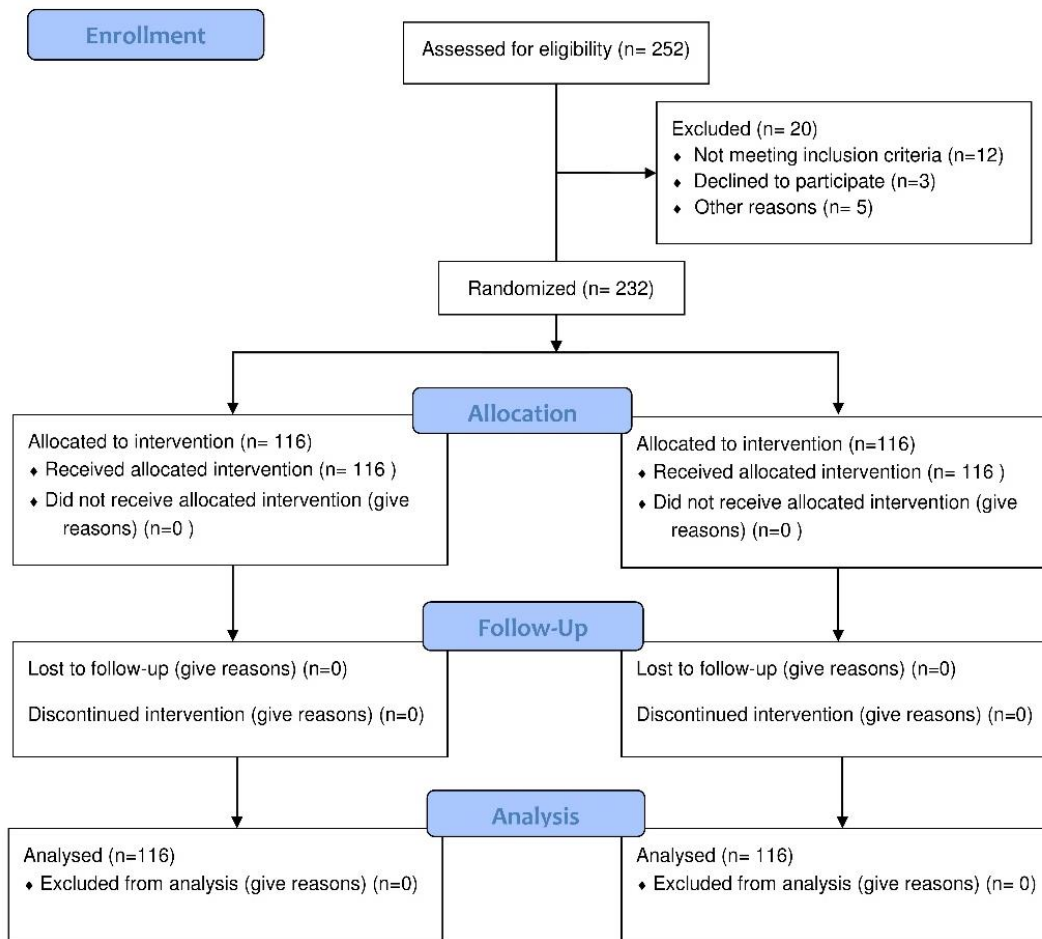 Enrollment
Assessed for eligibility (n= 252)
Excluded (n= 20)
♦ Not meeting inclusion criteria (n=12)
♦ Declined to participate (n=3)
♦ Other reasons (n= 5)
Randomized (n= 232)
Allocation
Allocated to intervention (n= 116)
♦ Received allocated intervention (n= 116 )
♦ Did not receive allocated intervention (give
reasons) (n=0 )
Allocated to intervention (n=116)
♦ Received allocated intervention (n= 116 )
♦ Did not receive allocated intervention (give
reasons) (n=0 )
Follow-Up
Lost to follow-up (give reasons) (n=0)
Discontinued intervention (give reasons) (n=0)
Lost to follow-up (give reasons) (n=0)
Discontinued intervention (give reasons) (n=0)
Analysis
Analysed (n=116)
♦ Excluded from analysis (give reasons) (n=0)
Analysed (n= 116)
♦ Excluded from analysis (give reasons) (n= 0)